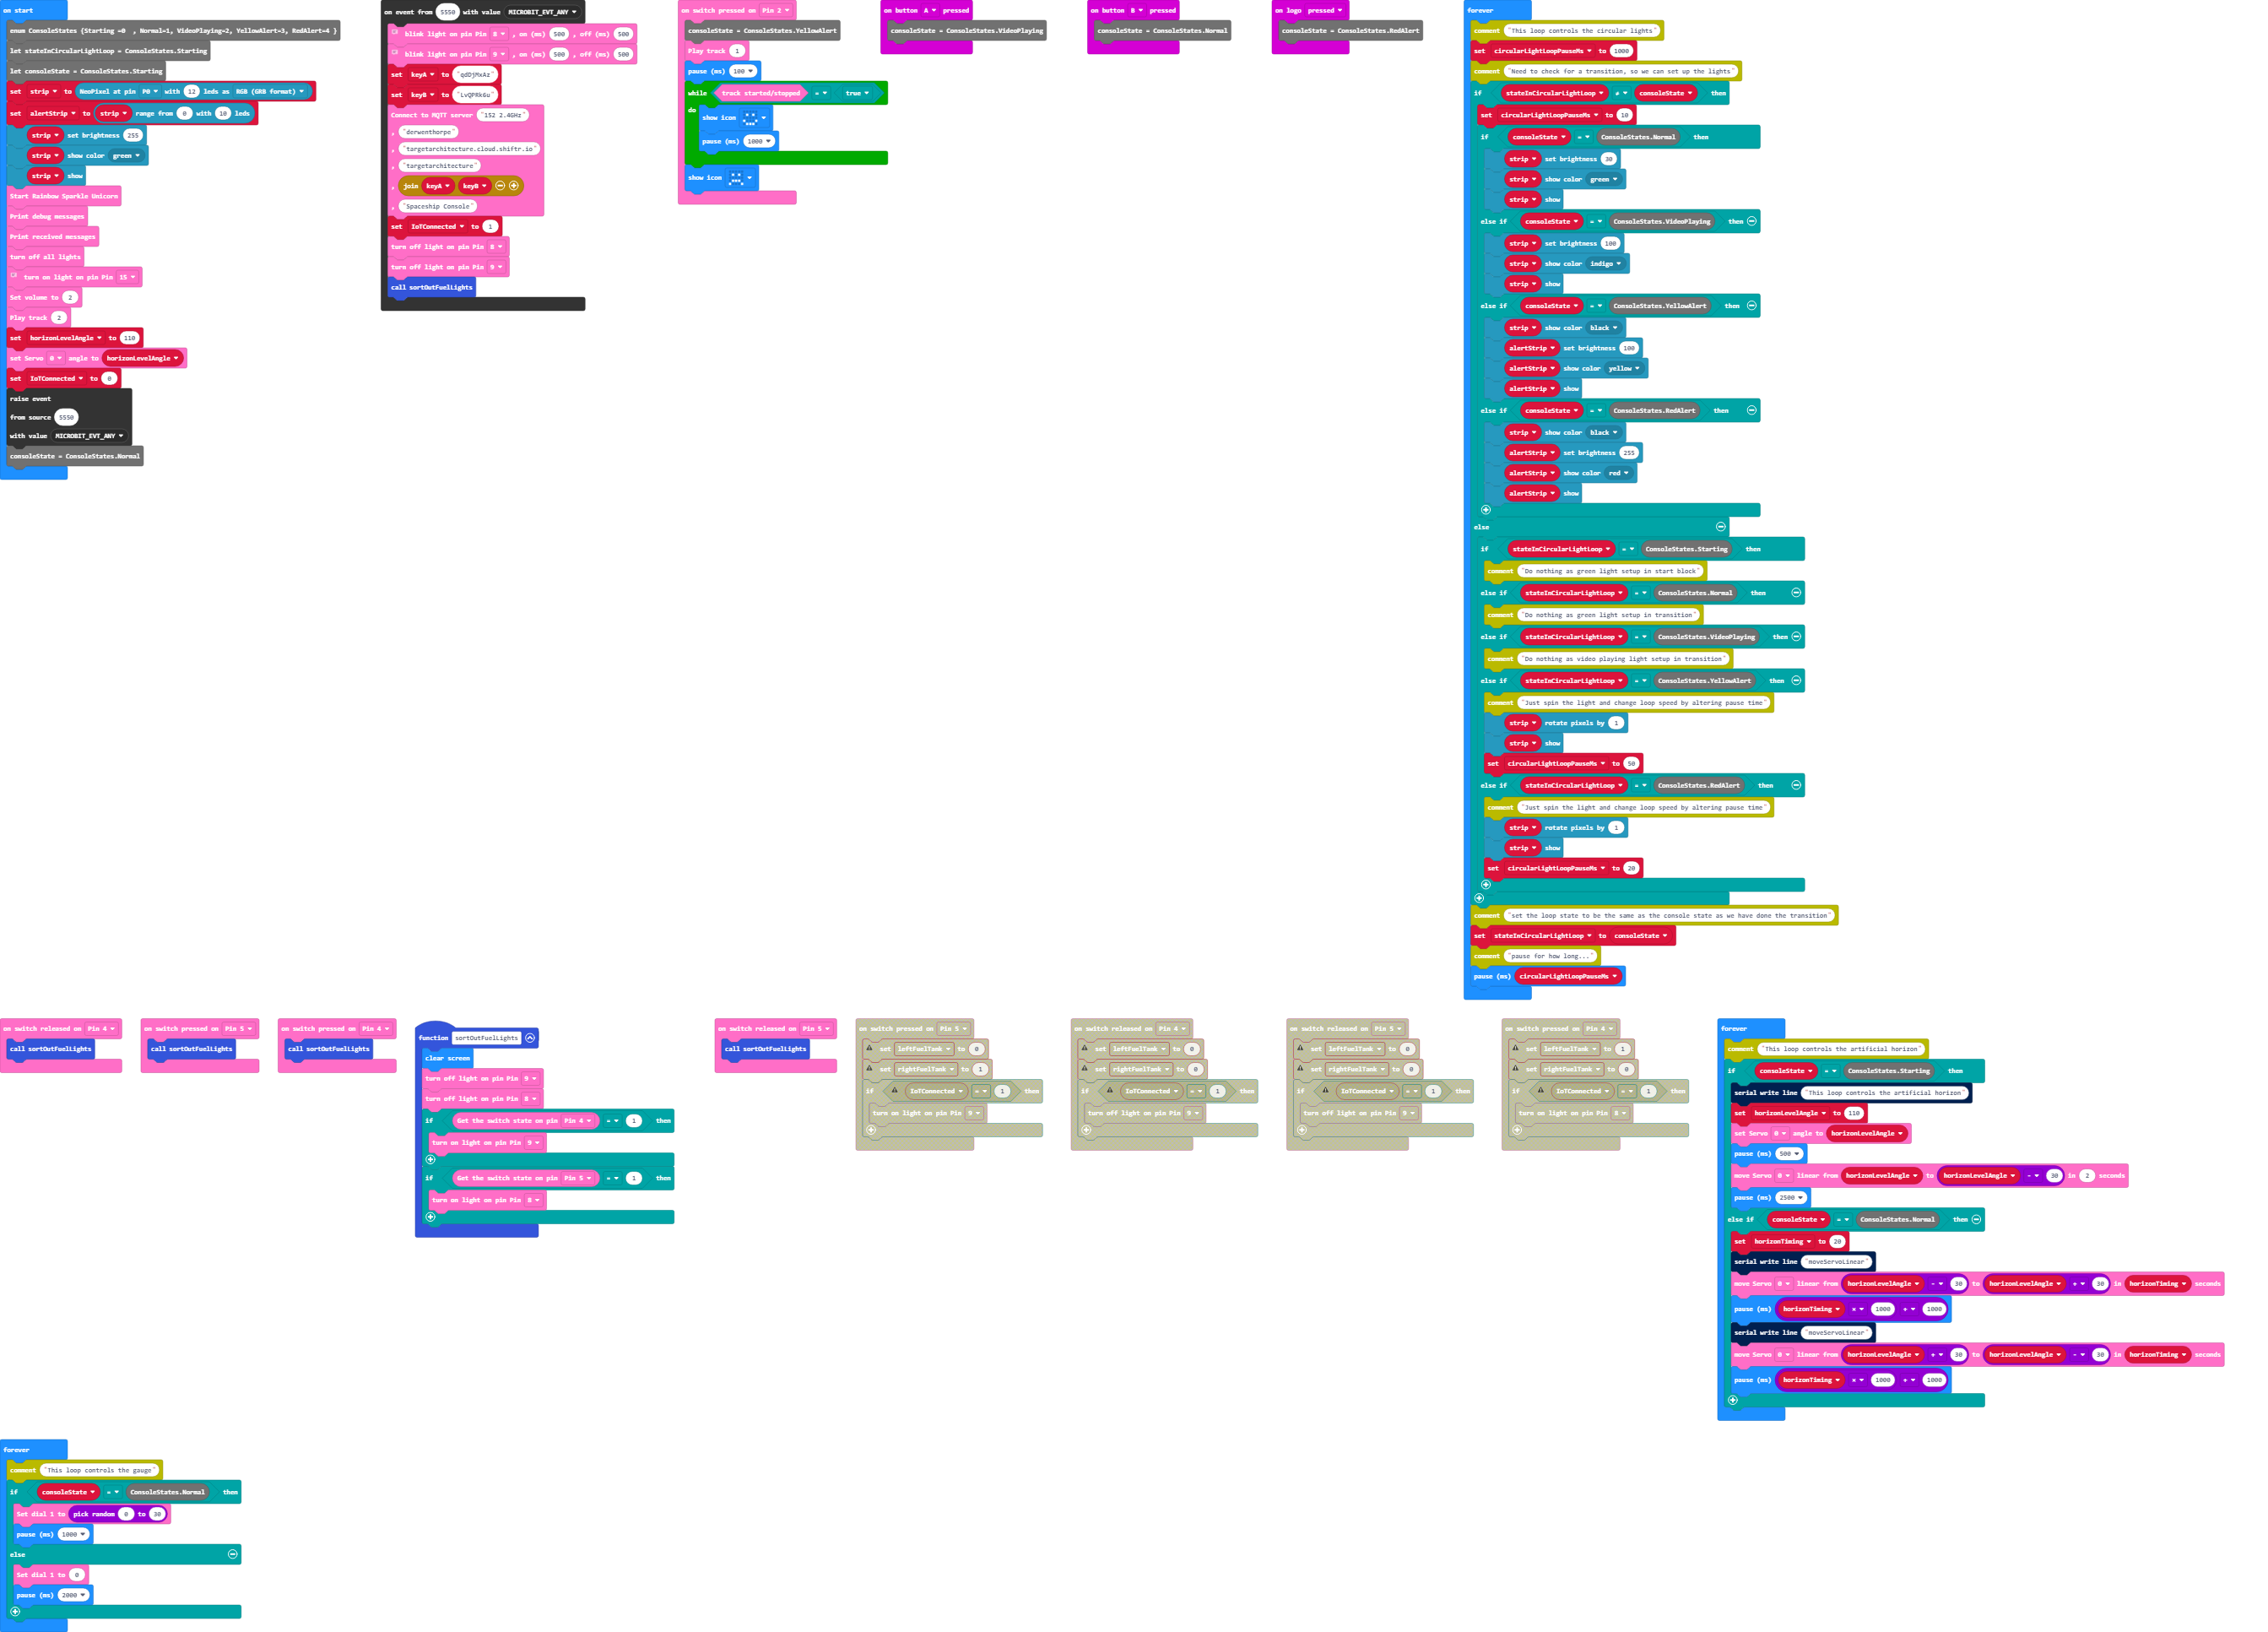 on start
enum ConsoleStates {Starting =0 , Normal=1, VideoPlaying=2, YellowAlert=3, RedAlert=4 }
let stateInCircularLightLoop = ConsoleStates.Starting
let consoleState = ConsoleStates.Starting
set strip to NeoPixel at pin P0 with 12 leds as RGB (GRB format)
set alertStrip to strip range from 0 with 10 leds
strip set brightness 255
strip show color green
strip show
Start Rainbow Sparkle Unicorn
Print debug messages
Print received messages
turn off all lights
turn on light on pin Pin 15
Set volume to 2
Play track 2
set horizonLevelAngle to 110
set Servo 0 angle to horizonLevelAngle
set IoTConnected to 0
raise event
from source 5550
with value MICROBIT_EVT_ANY
consoleState = ConsoleStates.Normal
on event from 5550 with value MICROBIT_EVT_ANY
blink light on pin Pin 8 , on (ms) 500 , off (ms) 500
blink light on pin Pin 9 , on (ms) 500 , off (ms) 500
set keyA to "qdDjMxAz"
set keyB to "LvQPRk6u"
Connect to MQTT server "152 2.4GHz"
, "derwenthorpe"
, "targetarchitecture.cloud.shiftr.io"
, "targetarchitecture"
, join keyA keyB
, "Spaceship Console"
set IoTConnected to 1
turn off light on pin Pin 8
turn off light on pin Pin 9
call sortOutFuelLights
on switch pressed on Pin 2
consoleState = ConsoleStates.YellowAlert
Play track 1
pause (ms) 100
while track started/stopped = true
do
show icon
pause (ms) 1000
show icon
on button A pressed
consoleState = ConsoleStates.VideoPlaying
on button B pressed
consoleState = ConsoleStates.Normal
on logo pressed
consoleState = ConsoleStates.RedAlert
forever
comment "This loop controls the circular lights"
set circularLightLoopPauseMs to 1000
comment "Need to check for a transition, so we can set up the lights"
if stateInCircularLightLoop ≠ consoleState then
set circularLightLoopPauseMs to 10
if consoleState = ConsoleStates.Normal then
strip set brightness 30
strip show color green
strip show
else if consoleState = ConsoleStates.VideoPlaying then
strip set brightness 100
strip show color indigo
strip show
else if consoleState = ConsoleStates.YellowAlert then
strip show color black
alertStrip set brightness 100
alertStrip show color yellow
alertStrip show
else if consoleState = ConsoleStates.RedAlert then
strip show color black
alertStrip set brightness 255
alertStrip show color red
alertStrip show
else
if stateInCircularLightLoop = ConsoleStates.Starting then
comment "Do nothing as green light setup in start block"
else if stateInCircularLightLoop = ConsoleStates.Normal then
comment "Do nothing as green light setup in transition"
else if stateInCircularLightLoop = ConsoleStates.VideoPlaying then
comment "Do nothing as video playing light setup in transition"
else if stateInCircularLightLoop = ConsoleStates.YellowAlert then
comment "Just spin the light and change loop speed by altering pause time"
strip rotate pixels by 1
strip show
set circularLightLoopPauseMs to 50
else if stateInCircularLightLoop = ConsoleStates.RedAlert then
comment "Just spin the light and change loop speed by altering pause time"
strip rotate pixels by 1
strip show
set circularLightLoopPauseMs to 20
comment "set the loop state to be the same as the console state as we have done the transition"
set stateInCircularLightLoop to consoleState
comment "pause for how long..."
pause (ms) circularLightLoopPauseMs
on switch released on Pin 4
call sortOutFuelLights
on switch pressed on Pin 5
call sortOutFuelLights
on switch pressed on Pin 4
call sortOutFuelLights
function sortOutFuelLights
clear screen
turn off light on pin Pin 9
turn off light on pin Pin 8
if Get the switch state on pin Pin 4 = 1 then
turn on light on pin Pin 9
if Get the switch state on pin Pin 5 = 1 then
turn on light on pin Pin 8
on switch released on Pin 5
call sortOutFuelLights
on switch pressed on Pin 5
set leftFuelTank to 0
set rightFuelTank to 1
if IoTConnected = 1 then
turn on light on pin Pin 9
on switch released on Pin 4
set leftFuelTank to 0
set rightFuelTank to 0
if IoTConnected = 1 then
turn off light on pin Pin 9
on switch released on Pin 5
set leftFuelTank to 0
set rightFuelTank to 0
if IoTConnected = 1 then
turn off light on pin Pin 9
on switch pressed on Pin 4
set leftFuelTank to 1
set rightFuelTank to 0
if IoTConnected = 1 then
turn on light on pin Pin 8
forever
comment "This loop controls the artificial horizon"
if consoleState = ConsoleStates.Starting then
serial write line "This loop controls the artificial horizon"
set horizonLevelAngle to 110
set Servo 0 angle to horizonLevelAngle
pause (ms) 500
move Servo 0 linear from horizonLevelAngle to horizonLevelAngle - 30 in 2 seconds
pause (ms) 2500
else if consoleState = ConsoleStates.Normal then
set horizonTiming to 20
serial write line "moveServoLinear"
move Servo 0 linear from horizonLevelAngle - 30 to horizonLevelAngle + 30 in horizonTiming seconds
pause (ms) horizonTiming × 1000 + 1000
serial write line "moveServoLinear"
move Servo 0 linear from horizonLevelAngle + 30 to horizonLevelAngle - 30 in horizonTiming seconds
pause (ms) horizonTiming × 1000 + 1000
forever
comment "This loop controls the gauge"
if consoleState = ConsoleStates.Normal then
Set dial 1 to pick random 0 to 30
pause (ms) 1000
else
Set dial 1 to 0
pause (ms) 2000